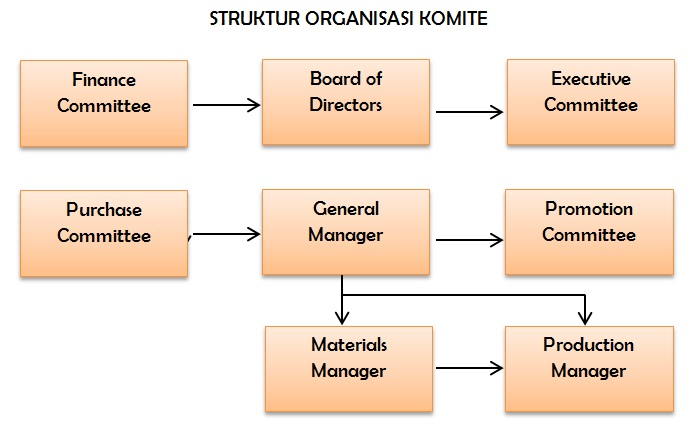 STRUKTUR ORGANISASI KOMITE
Finance
Committee
Board of
Directors
Executive
Committee
Purchase
Committee
General
Manager
Promotion
Committee
Materials
Manager
Production
Manager